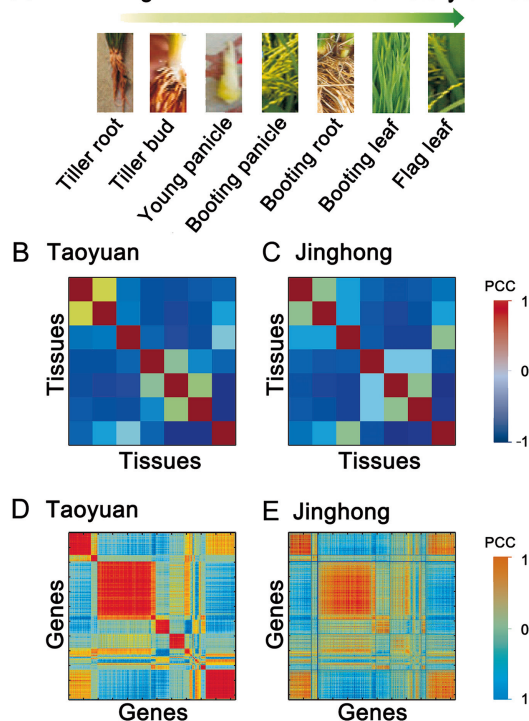 Tiller root
Tiller bud
Young panicle
Booting panicle
Booting root
Booting leaf
Flag leaf
B Taoyuan
C Jinghong
PCC
1
0
-1
Tissues
Tissues
Tissues
Tissues
D Taoyuan
E Jinghong
PCC
1
0
1
Genes
Genes
Genes
Genes